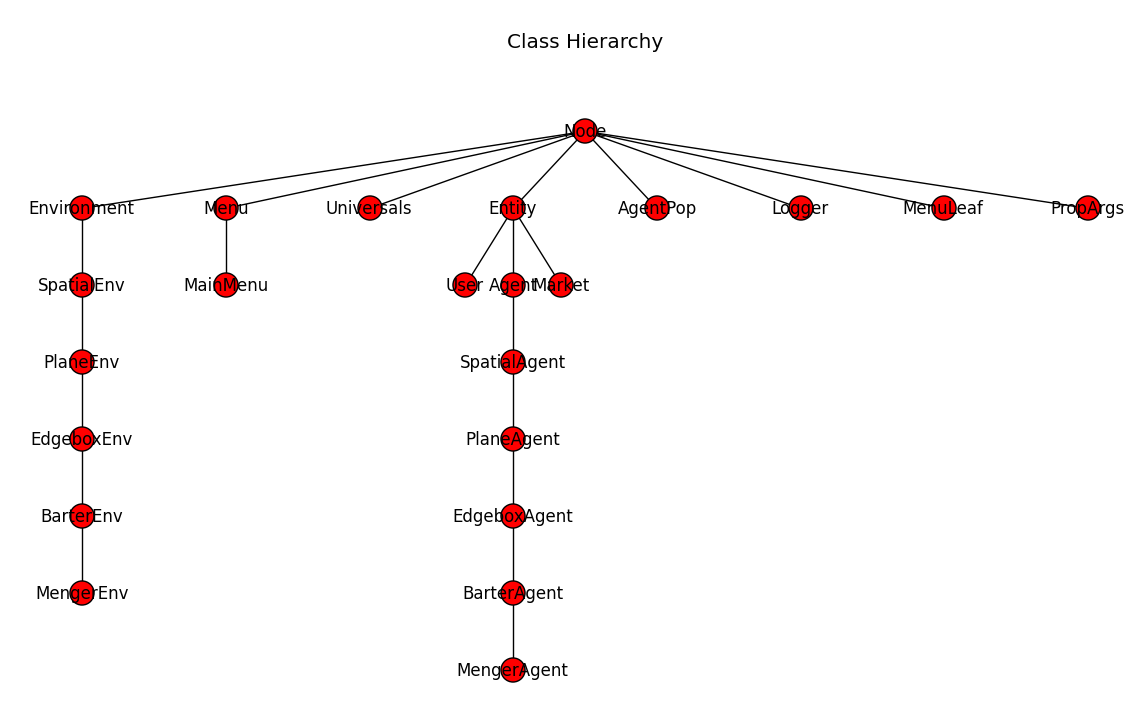 Class Hierarchy
Node
Environment Menu Universals Entity AgentPop Logger MenuLeaf PropArgs
SpatialEnv MainMenu User Agent Market
PlaneEnv SpatialAgent
EdgeboxEnv PlaneAgent
BarterEnv EdgeboxAgent
MengerEnv BarterAgent
MengerAgent